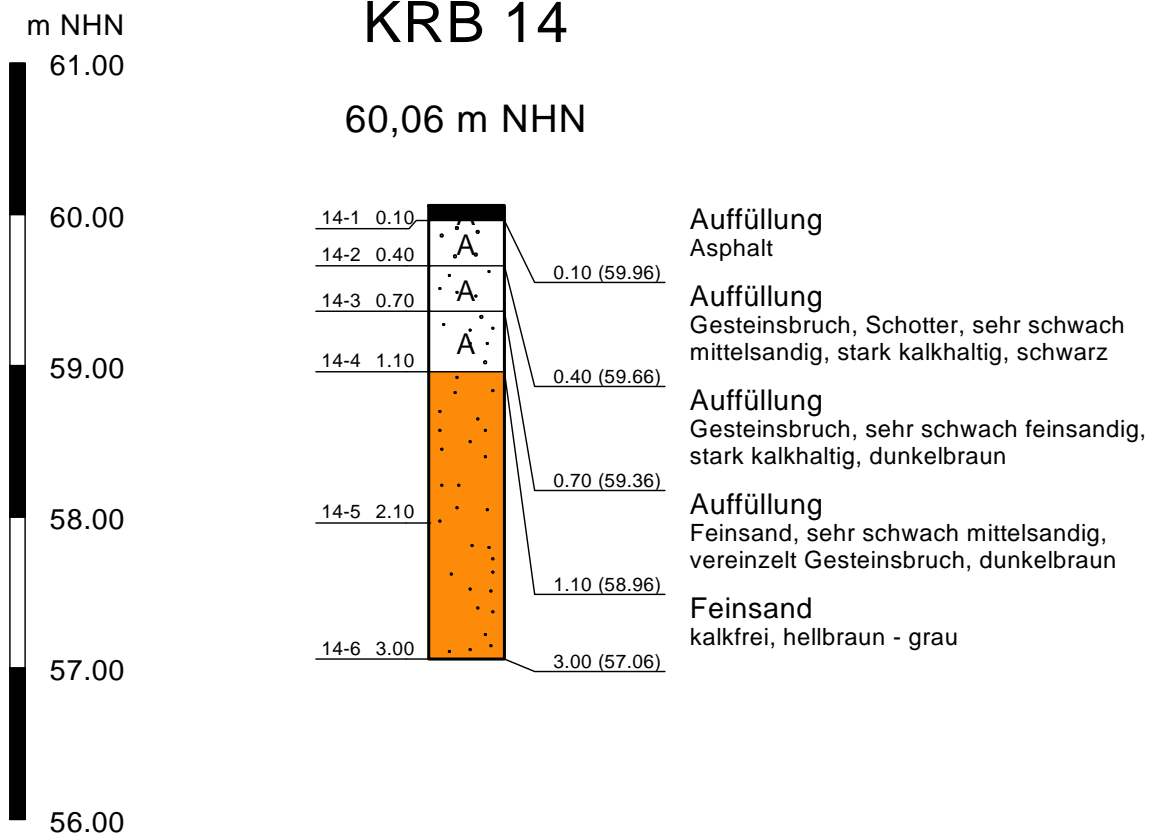 m NHN
KRB 14
61.00
60,06 m NHN
60.00
59.00
58.00
57.00
56.00
14-1 0.10
14-2 0.40
14-3 0.70
14-4 1.10
14-5 2.10
14-6 3.00
A
A
A
A
0.10 (59.96)
0.40 (59.66)
0.70 (59.36)
1.10 (58.96)
3.00 (57.06)
Auffüllung
Asphalt
Auffüllung
Gesteinsbruch, Schotter, sehr schwach
mittelsandig, stark kalkhaltig, schwarz
Auffüllung
Gesteinsbruch, sehr schwach feinsandig,
stark kalkhaltig, dunkelbraun
Auffüllung
Feinsand, sehr schwach mittelsandig,
vereinzelt Gesteinsbruch, dunkelbraun
Feinsand
kalkfrei, hellbraun - grau